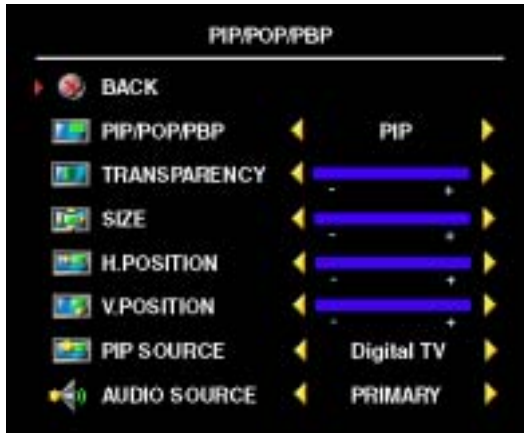 PIP/POP/PBP
BACK
PIP/POP/PBP PIP
TRANSPARENCY
- +
SIZE
- +
H.POSITION
- +
V.POSITION
- +
PIP SOURCE Digital TV
AUDIO SOURCE PRIMARY